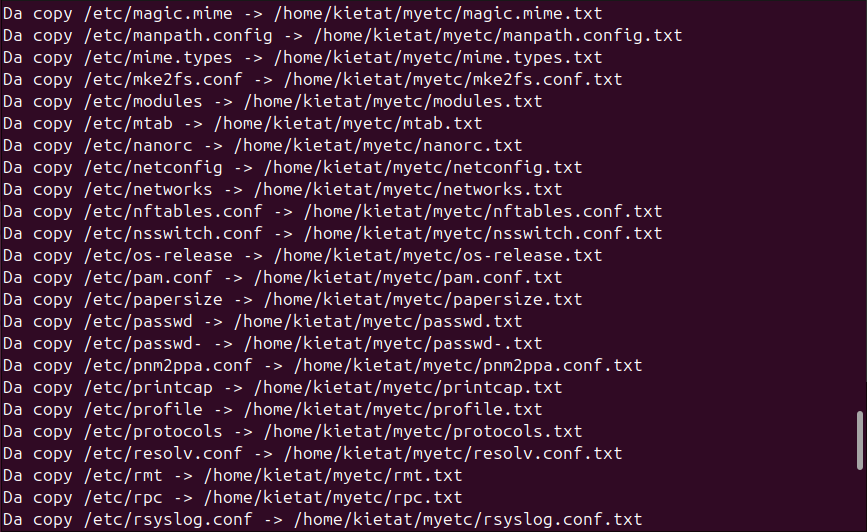 Da copy /etc/magic.mime -> /home/kietat/myetc/magic.mime.txt
Da copy /etc/manpath.config -> /home/kietat/myetc/manpath.config.txt
Da copy /etc/mime.types -> /home/kietat/myetc/mime.types.txt
Da copy /etc/mke2fs.conf -> /home/kietat/myetc/mke2fs.conf.txt
Da copy /etc/modules -> /home/kietat/myetc/modules.txt
Da copy /etc/mtab -> /home/kietat/myetc/mtab.txt
Da copy /etc/nanorc -> /home/kietat/myetc/nanorc.txt
Da copy /etc/netconfig -> /home/kietat/myetc/netconfig.txt
Da copy /etc/networks -> /home/kietat/myetc/networks.txt
Da copy /etc/nftables.conf -> /home/kietat/myetc/nftables.conf.txt
Da copy /etc/nsswitch.conf -> /home/kietat/myetc/nsswitch.conf.txt
Da copy /etc/os-release -> /home/kietat/myetc/os-release.txt
Da copy /etc/pam.conf -> /home/kietat/myetc/pam.conf.txt
Da copy /etc/papersize -> /home/kietat/myetc/papersize.txt
Da copy /etc/passwd -> /home/kietat/myetc/passwd.txt
Da copy /etc/passwd- -> /home/kietat/myetc/passwd-.txt
Da copy /etc/pnm2ppa.conf -> /home/kietat/myetc/pnm2ppa.conf.txt
Da copy /etc/printcap -> /home/kietat/myetc/printcap.txt
Da copy /etc/profile -> /home/kietat/myetc/profile.txt
Da copy /etc/protocols -> /home/kietat/myetc/protocols.txt
Da copy /etc/resolv.conf -> /home/kietat/myetc/resolv.conf.txt
Da copy /etc/rmt -> /home/kietat/myetc/rmt.txt
Da copy /etc/rpc -> /home/kietat/myetc/rpc.txt
Da copy /etc/rsyslog.conf -> /home/kietat/myetc/rsyslog.conf.txt